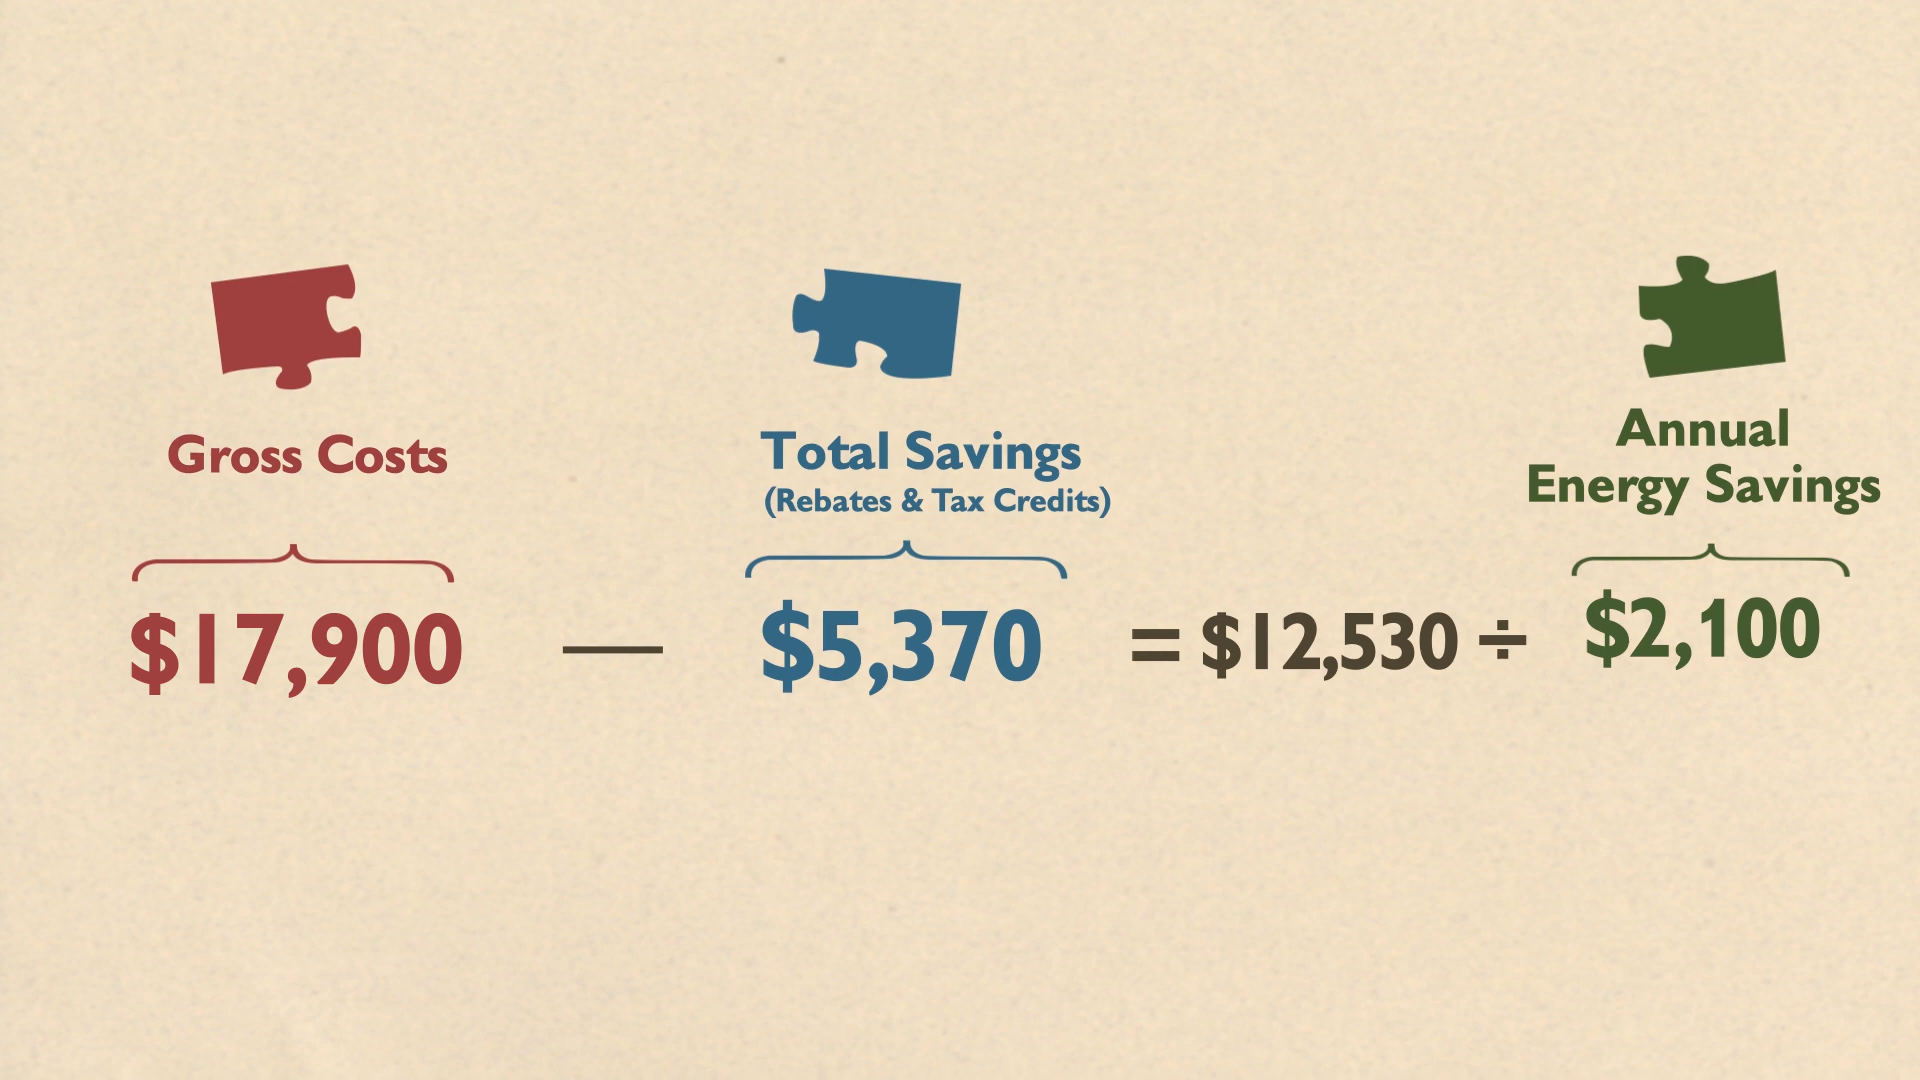 Gross Costs
Total Savings
(Rebates & Tax Credits)
Annual
Energy Savings
$17,900 — $5,370 = $12,530 ÷ $2,100